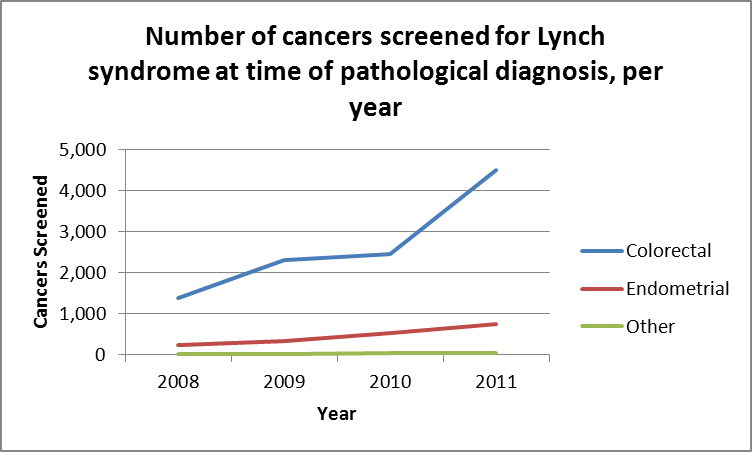 Number of cancers screened for Lynch
syndrome at time of pathological diagnosis, per
year
5,000
4,000
3,000
2,000
1,000
0
Cancers Screened
2008 2009 2010 2011
Year
Colorectal
Endometrial
Other